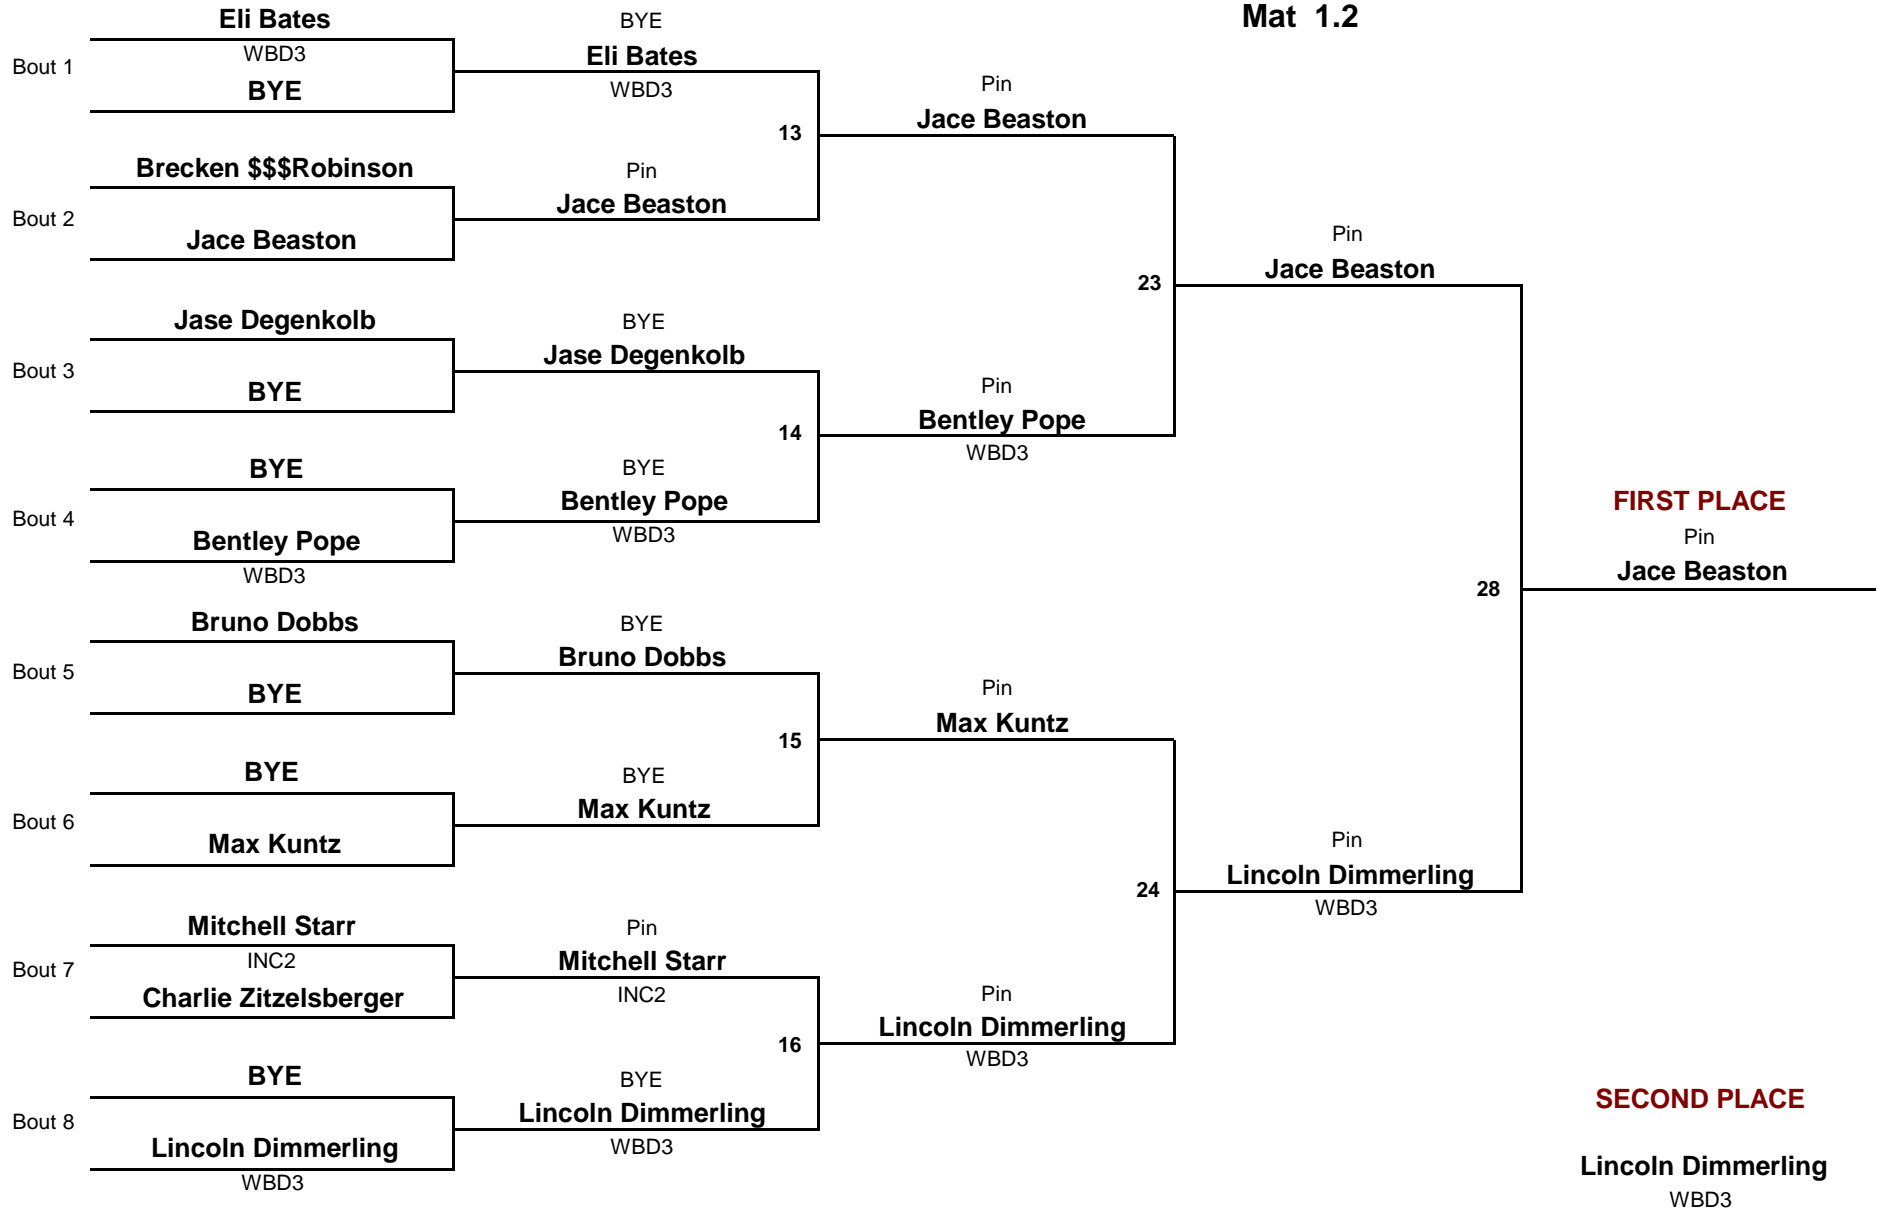 Mat 1.2
Eli Bates
WBD3
Bout 1
BYE
BYE
Eli Bates
WBD3
Brecken $$$Robinson
Bout 2
Jace Beaston
Pin
Jace Beaston
13
Pin
Jace Beaston
Jase Degenkolb
Bout 3
BYE
BYE
Jase Degenkolb
BYE
Bout 4
Bentley Pope
WBD3
BYE
Bentley Pope
WBD3
14
Pin
Bentley Pope
WBD3
23
Pin
Jace Beaston
Bruno Dobbs
Bout 5
BYE
BYE
Bruno Dobbs
BYE
Bout 6
Max Kuntz
BYE
Max Kuntz
15
Pin
Max Kuntz
Mitchell Starr
INC2
Bout 7
Charlie Zitzelsberger
Pin
Mitchell Starr
INC2
BYE
Bout 8
Lincoln Dimmerling
WBD3
BYE
Lincoln Dimmerling
WBD3
16
Pin
Lincoln Dimmerling
WBD3
24
Pin
Lincoln Dimmerling
WBD3
28
FIRST PLACE
Pin
Jace Beaston
SECOND PLACE
Lincoln Dimmerling
WBD3